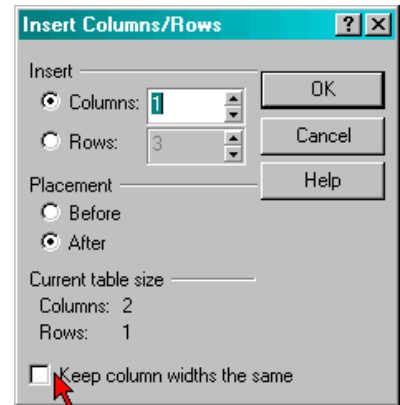 Insert Columns/Rows ? X
Insert
Columns: 1
OK
Rows: 3
Cancel
Placement
Help
Before
After
Current table size
Columns: 2
Rows: 1
Keep column widths the same